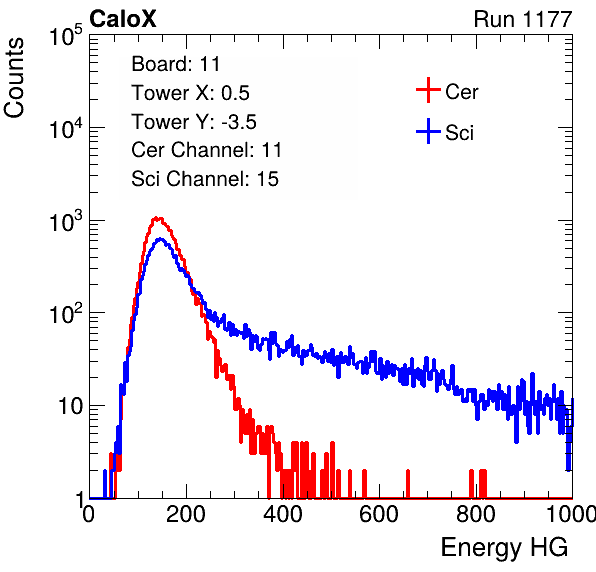 CaloX Run 1177
Counts
10^5
10^4
10^3
10^2
10
1
Board: 11
Tower X: 0.5
Tower Y: -3.5
Cer Channel: 11
Sci Channel: 15
Cer
Sci
0 200 400 600 800 1000
Energy HG